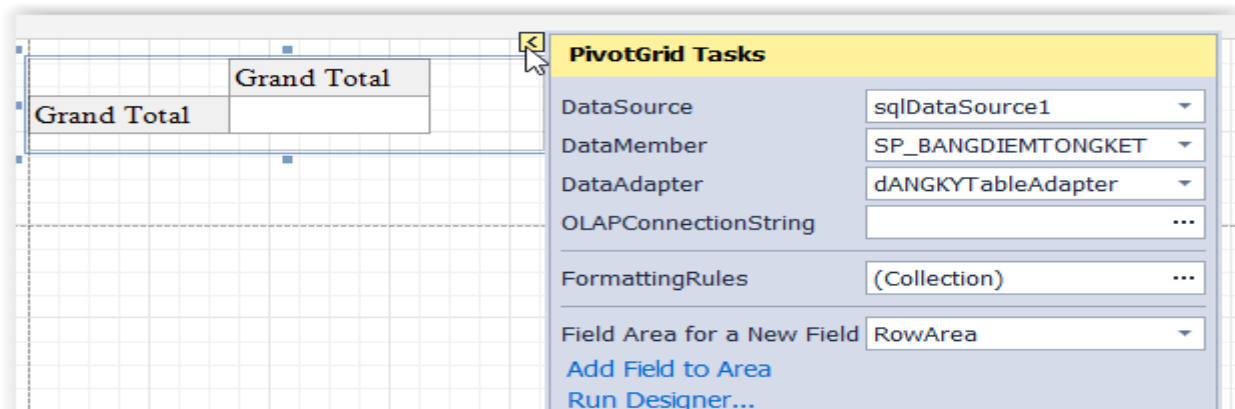 Grand Total
Grand Total
PivotGrid Tasks
DataSource sqlDataSource1
DataMember SP_BANGDIEMTONGKET
DataAdapter dANGKYTableAdapter
OLAPConnectionString ...
FormattingRules (Collection) ...
Field Area for a New Field RowArea
Add Field to Area
Run Designer...